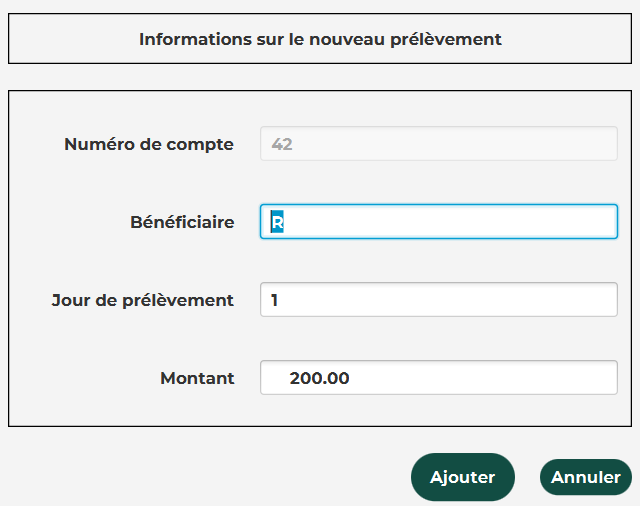 Informations sur le nouveau prélèvement
Numéro de compte 42
Bénéficiaire R
Jour de prélèvement 1
Montant 200.00
Ajouter Annuler